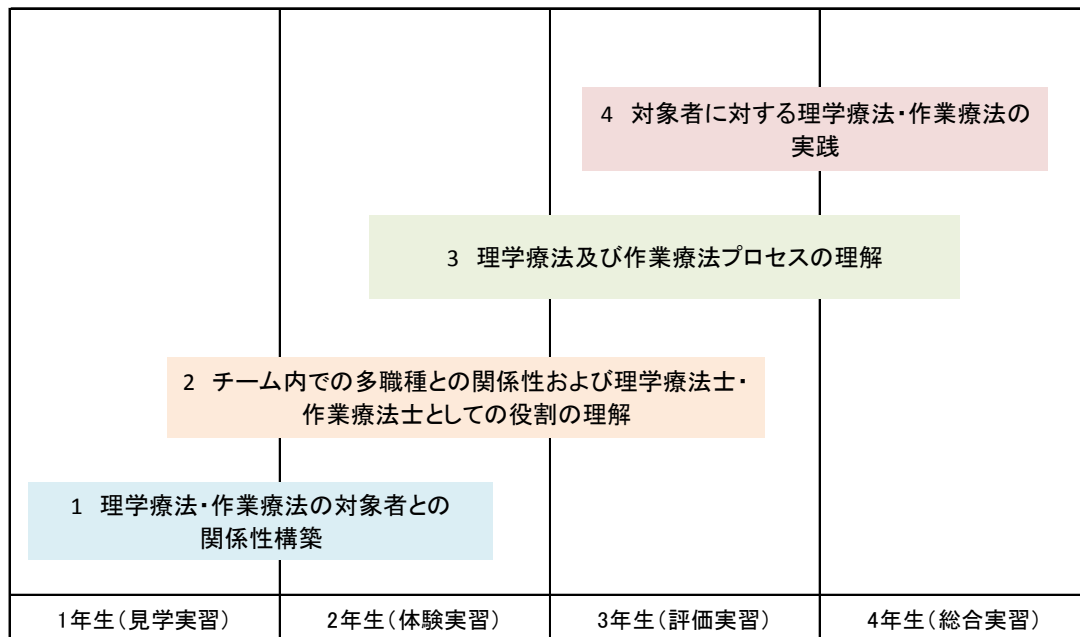 4 対象者に対する理学療法・作業療法の
実践
3 理学療法及び作業療法プロセスの理解
2 チーム内での多職種との関係性および理学療法士・
作業療法士としての役割の理解
1 理学療法・作業療法の対象者との
関係性構築
1年生（見学実習）
2年生（体験実習）
3年生（評価実習）
4年生（総合実習）